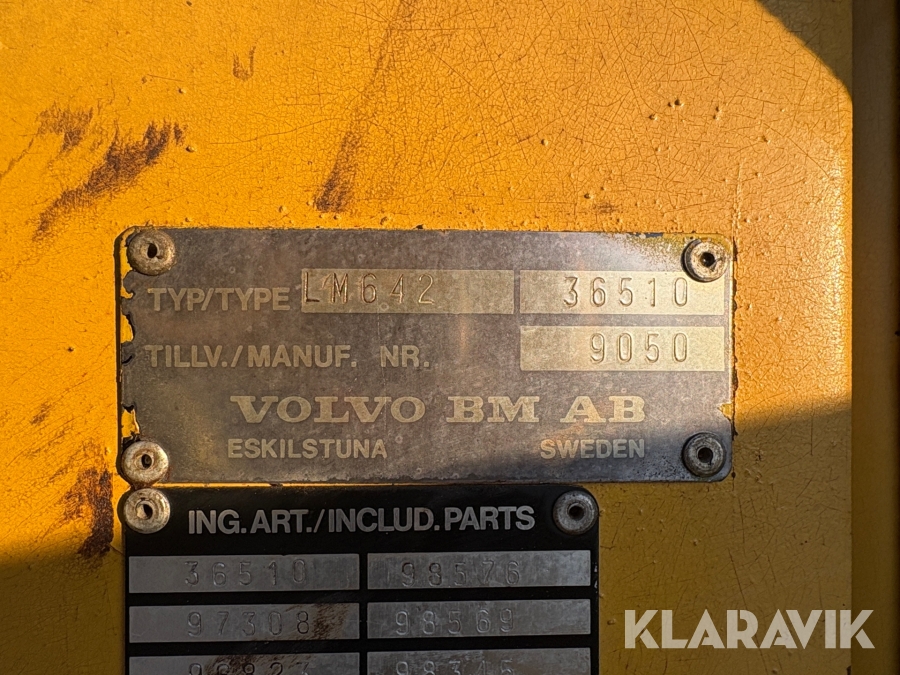 TYP/TYPE LM642 36510
TILLV./MANUF. NR. 9050
VOLVO BM AB
ESKILSTUNA SWEDEN
ING.ART./INCLUD.PARTS
36510 98576
97308 98569
KLARAVIK